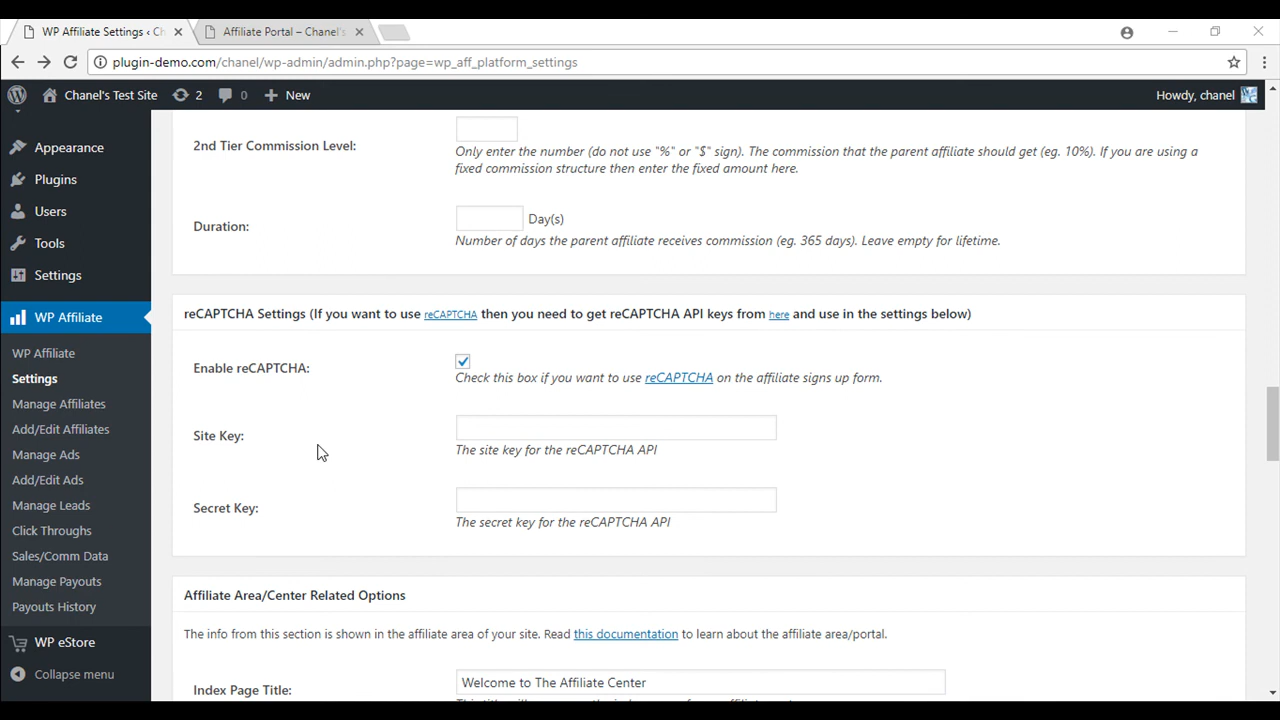 WP Affiliate Settings ‹ Ch
Affiliate Portal – Chanel's
plugin-demo.com/chanel/wp-admin/admin.php?page=wp_aff_platform_settings
Chanel's Test Site
2
0
New
Howdy, chanel
Appearance
Plugins
Users
Tools
Settings
WP Affiliate
WP Affiliate
Settings
Manage Affiliates
Add/Edit Affiliates
Manage Ads
Add/Edit Ads
Manage Leads
Click Throughs
Sales/Comm Data
Manage Payouts
Payouts History
WP eStore
Collapse menu
2nd Tier Commission Level:
Only enter the number (do not use "%" or "$" sign). The commission that the parent affiliate should get (eg. 10%). If you are using a
fixed commission structure then enter the fixed amount here.
Duration:
Day(s)
Number of days the parent affiliate receives commission (eg. 365 days). Leave empty for lifetime.
reCAPTCHA Settings (If you want to use reCAPTCHA then you need to get reCAPTCHA API keys from here and use in the settings below)
Enable reCAPTCHA:
Check this box if you want to use reCAPTCHA on the affiliate signs up form.
Site Key:
The site key for the reCAPTCHA API
Secret Key:
The secret key for the reCAPTCHA API
Affiliate Area/Center Related Options
The info from this section is shown in the affiliate area of your site. Read this documentation to learn about the affiliate area/portal.
Index Page Title:
Welcome to The Affiliate Center